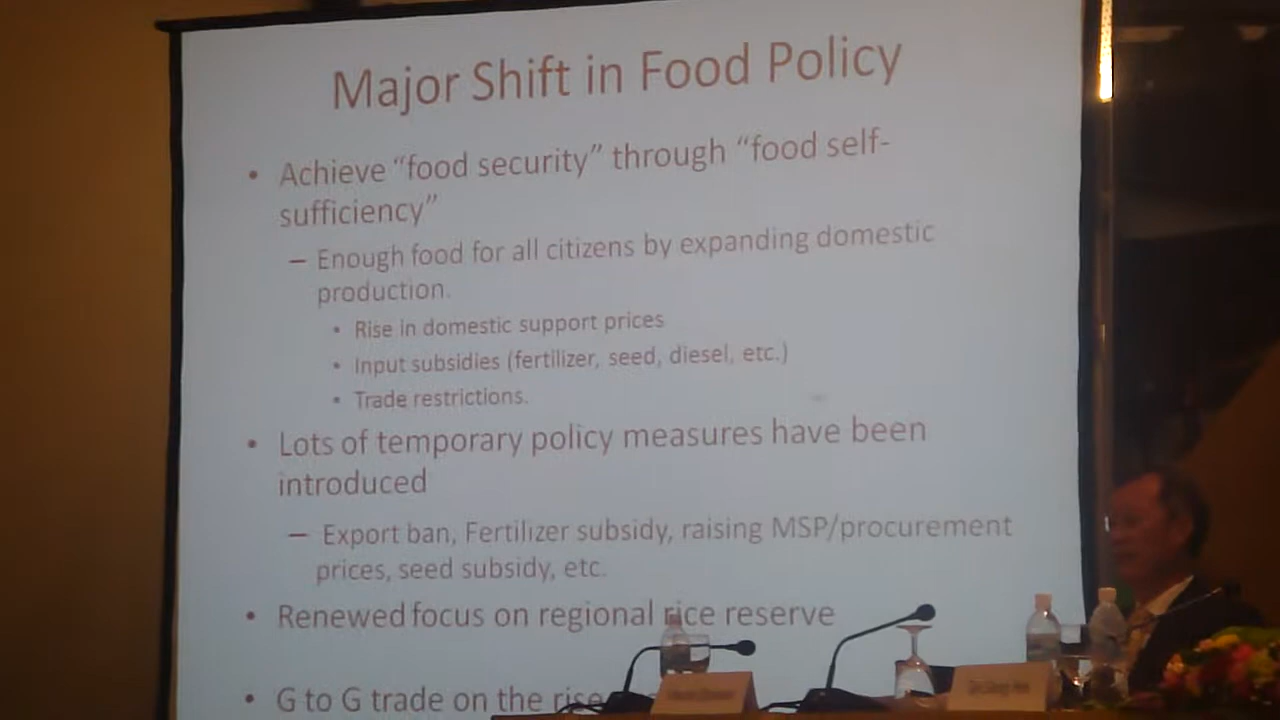 Major Shift in Food Policy
• Achieve “food security” through “food self-
sufficiency”
– Enough food for all citizens by expanding domestic
production.
• Rise in domestic support prices
• Input subsidies (fertilizer, seed, diesel, etc.)
• Trade restrictions.
• Lots of temporary policy measures have been
introduced
– Export ban, Fertilizer subsidy, raising MSP/procurement
prices, seed subsidy, etc.
• Renewed focus on regional rice reserve
• G to G trade on the rise